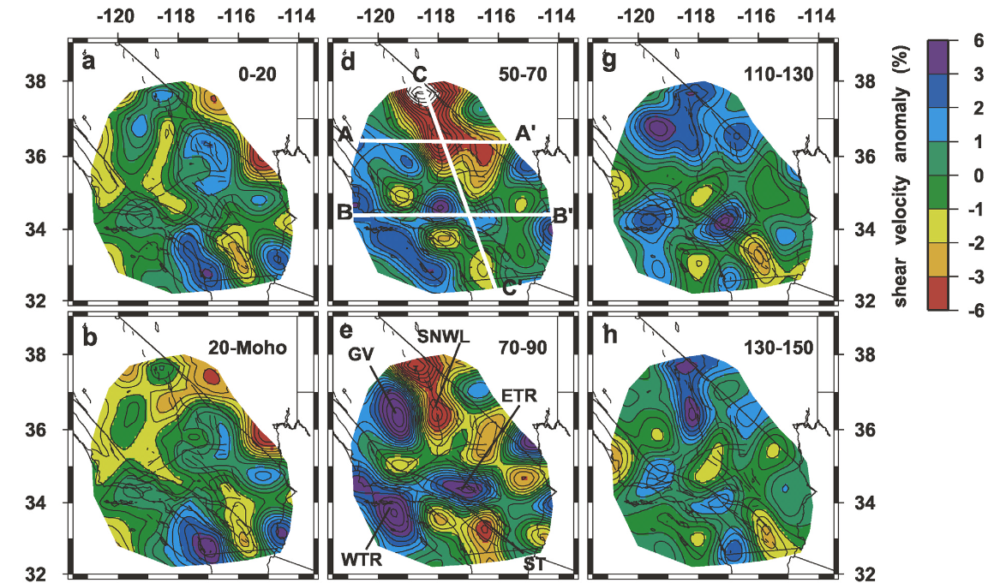 -120 -118 -116 -114 -120 -118 -116 -114 -120 -118 -116 -114
a 0-20 d 50-70 g 110-130
C
A A'
B B'
C'
38 36 34 32
38 36 34 32
b 20-Moho e 70-90 h 130-150
SNWL
GV
ETR
WTR
ST
38 36 34 32
38 36 34 32
shear velocity anomaly (%)
6
3
2
1
0
-1
-2
-3
-6